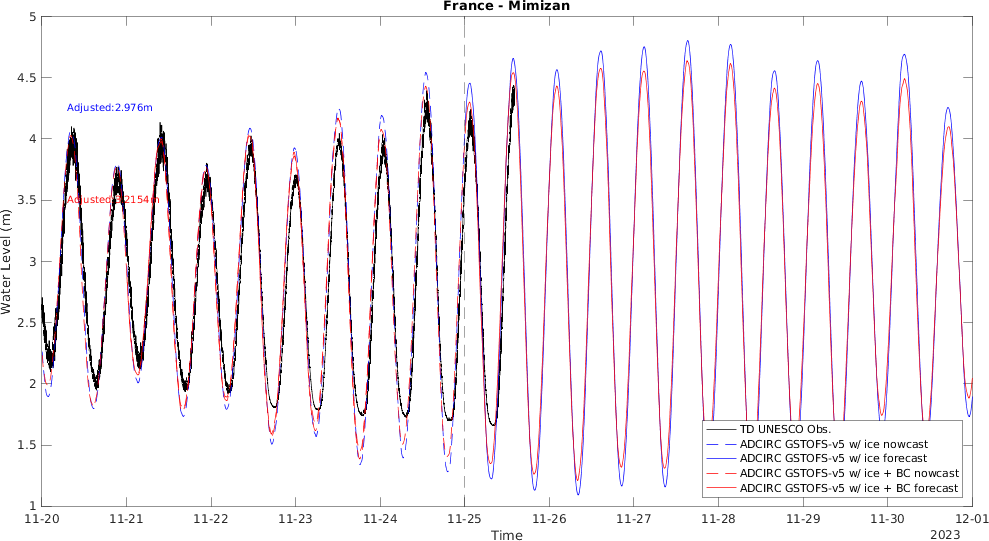 France - Mimizan
5
4.5
4
3.5
3
2.5
2
1.5
1
Water Level (m)
Adjusted:2.976m
11-20
11-21
11-22
11-23
11-24
11-25
11-26
11-27
11-28
11-29
11-30
12-01
Time
2023
TD UNESCO Obs.
ADCIRC GSTOFS-v5 w/ ice nowcast
ADCIRC GSTOFS-v5 w/ ice forecast
ADCIRC GSTOFS-v5 w/ ice + BC nowcast
ADCIRC GSTOFS-v5 w/ ice + BC forecast